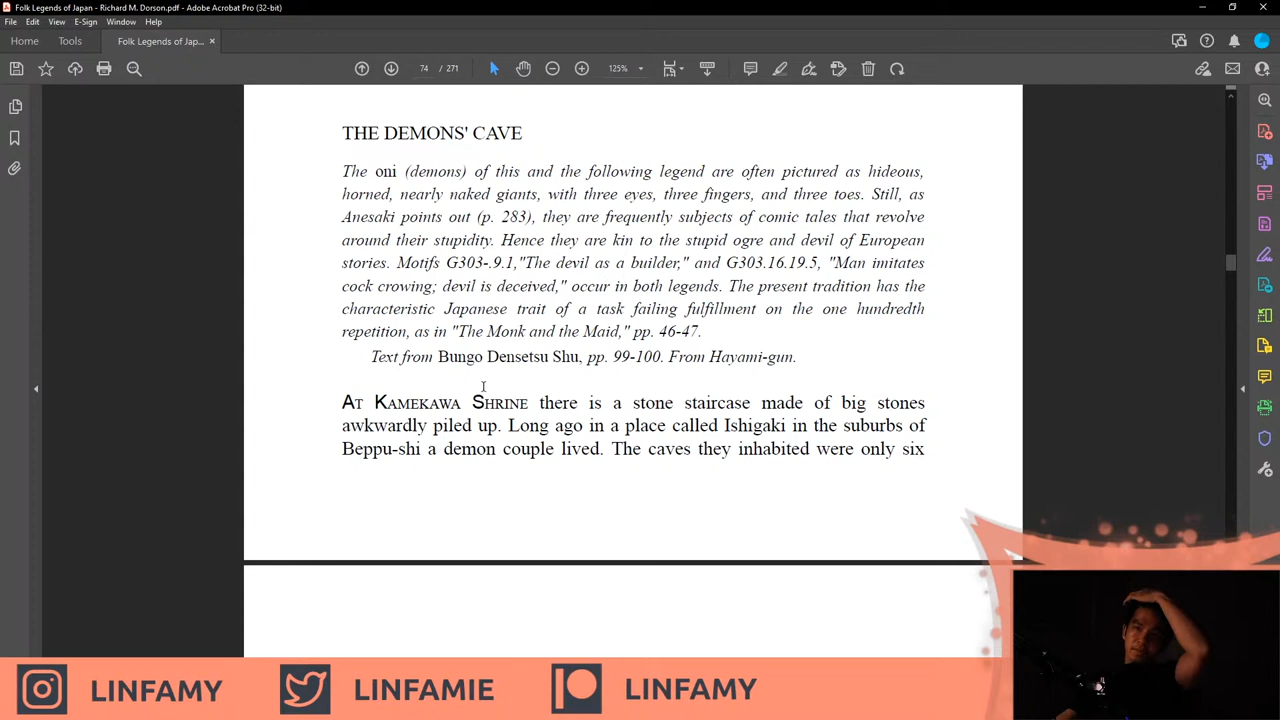 Folk Legends of Japan - Richard M. Dorson.pdf - Adobe Acrobat Pro (32-bit)
File Edit View E-Sign Window Help
Home Tools Folk Legends of Jap... ×
74 / 271 125%
THE DEMONS' CAVE
The oni (demons) of this and the following legend are often pictured as hideous,
horned, nearly naked giants, with three eyes, three fingers, and three toes. Still, as
Anesaki points out (p. 283), they are frequently subjects of comic tales that revolve
around their stupidity. Hence they are kin to the stupid ogre and devil of European
stories. Motifs G303-.9.1,"The devil as a builder," and G303.16.19.5, "Man imitates
cock crowing; devil is deceived," occur in both legends. The present tradition has the
characteristic Japanese trait of a task failing fulfillment on the one hundredth
repetition, as in "The Monk and the Maid," pp. 46-47.
Text from Bungo Densetsu Shu, pp. 99-100. From Hayami-gun.
AT KAMEKAWA SHRINE there is a stone staircase made of big stones
awkwardly piled up. Long ago in a place called Ishigaki in the suburbs of
Beppu-shi a demon couple lived. The caves they inhabited were only six
LINFAMY LINFAMIE LINFAMY